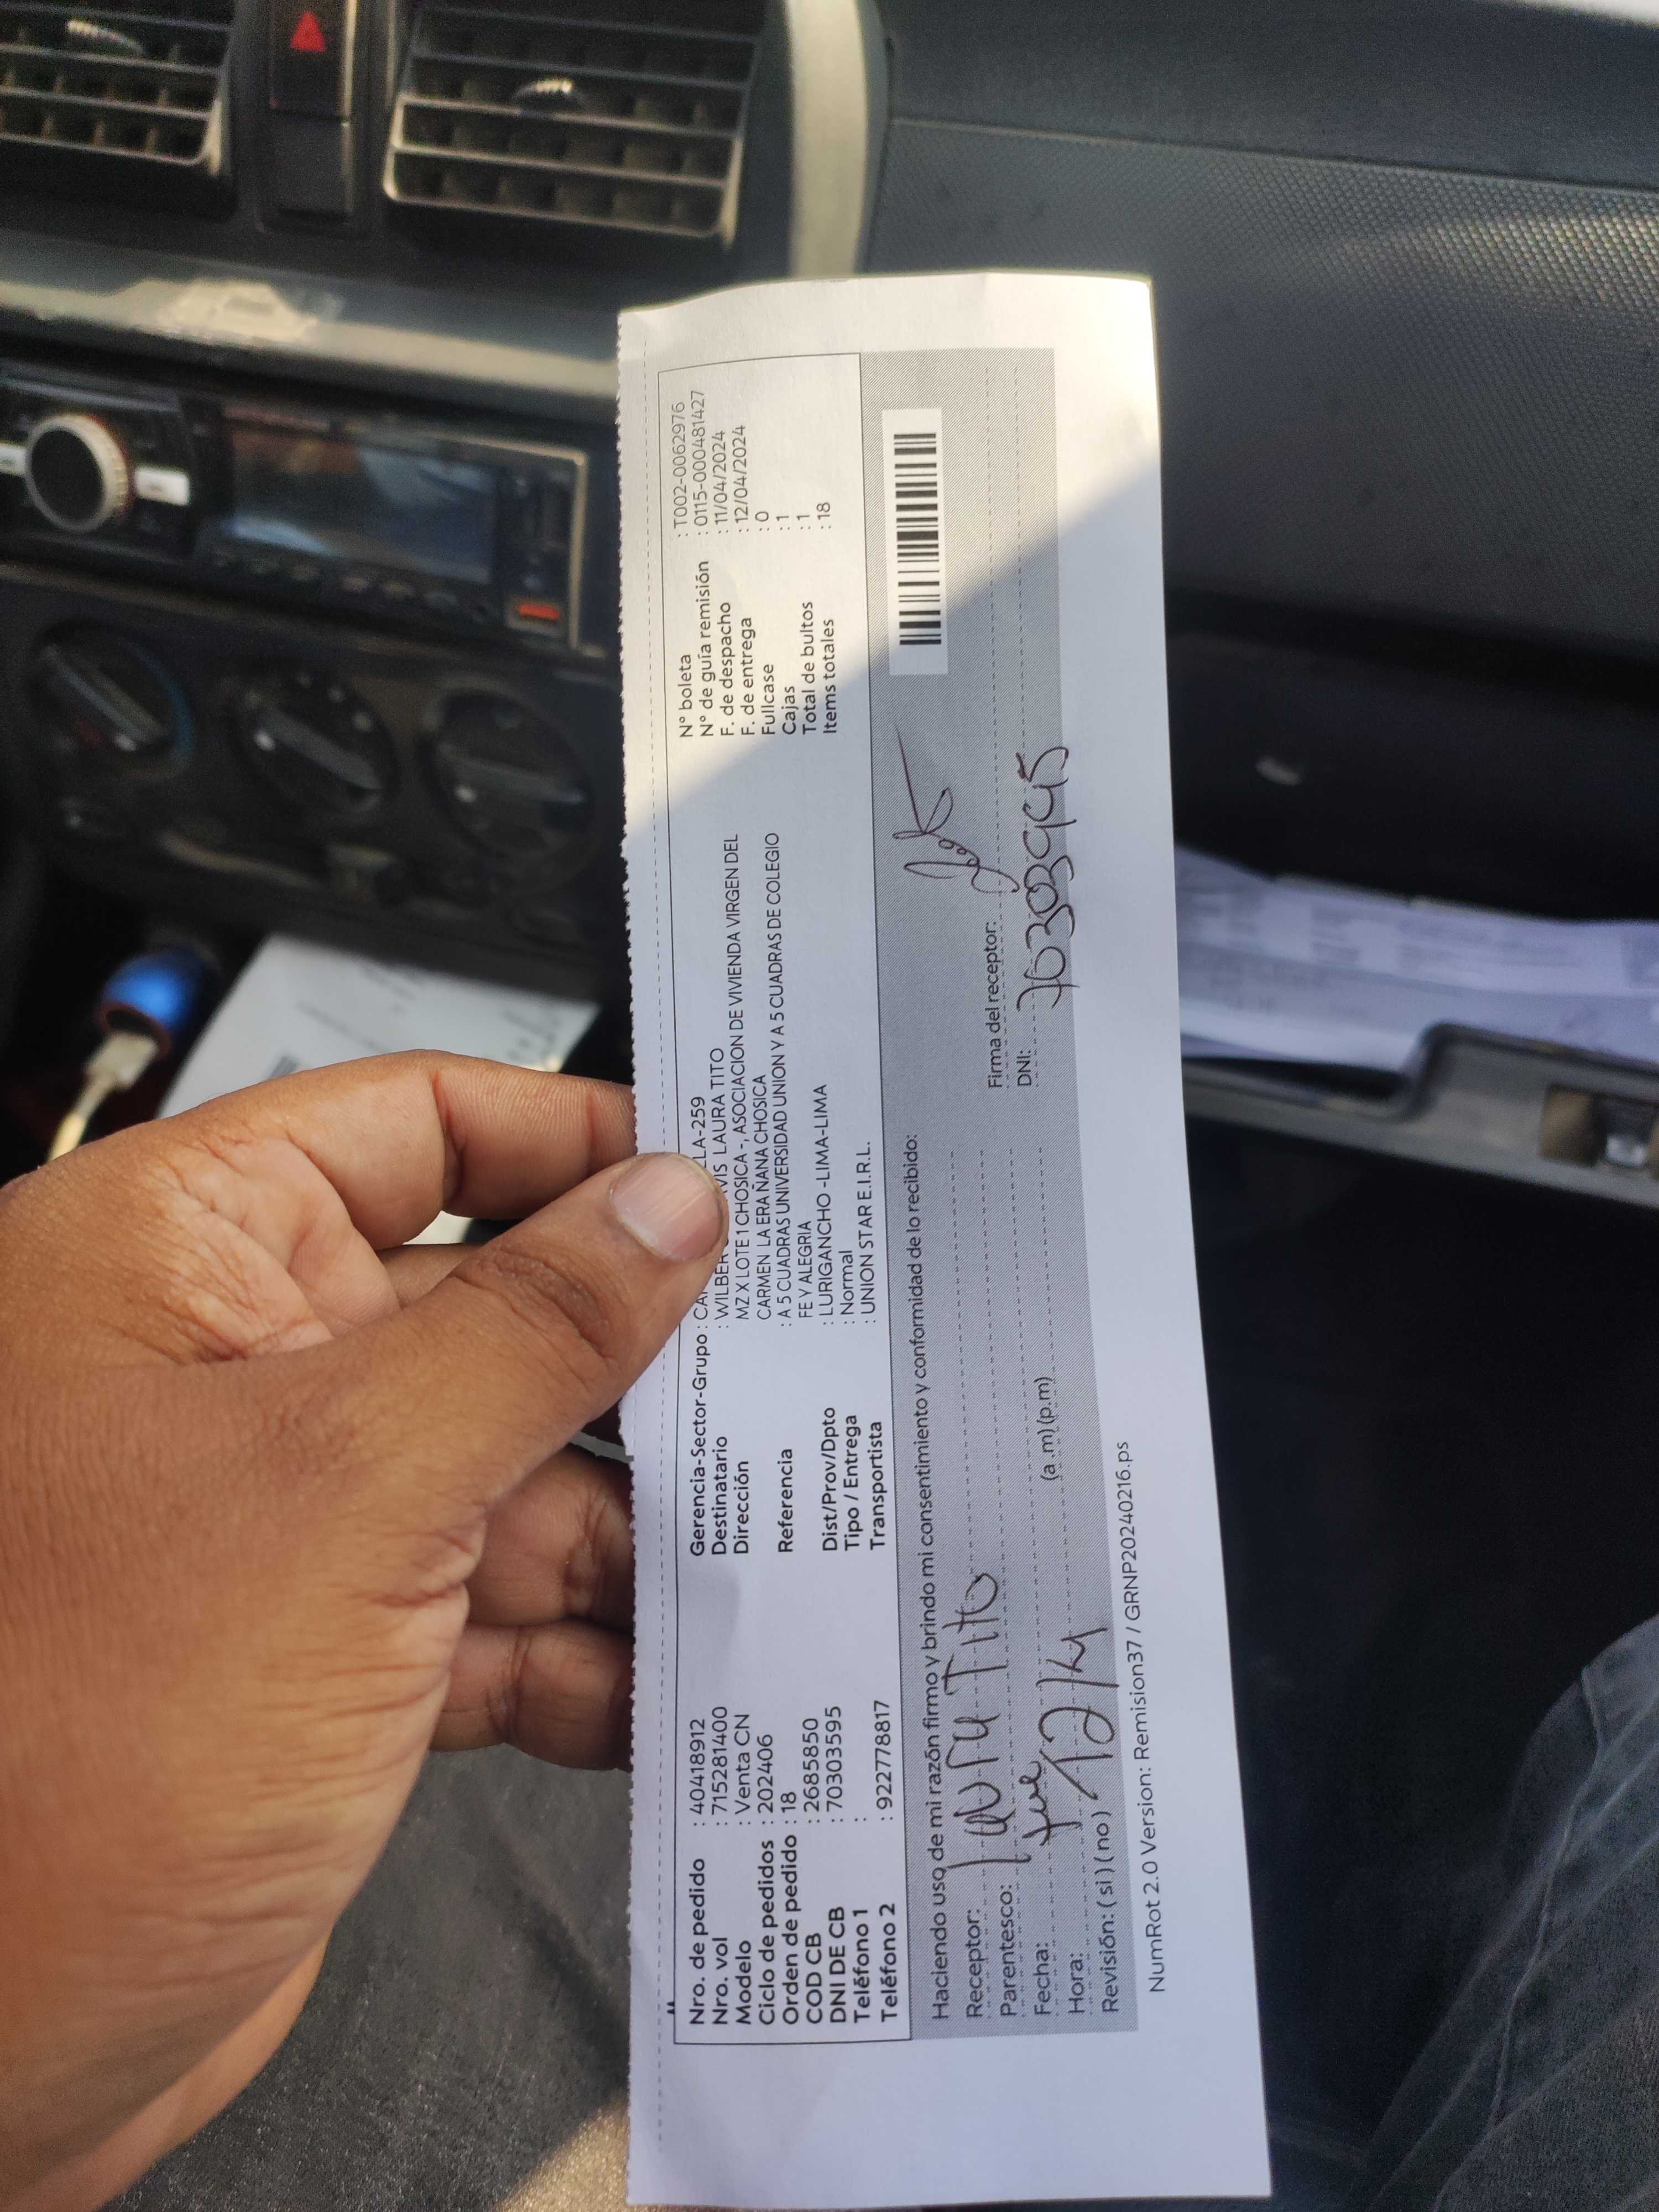 Nro. de pedido : 40418912
Nro. vol : 715281400
Modelo : Venta CN
Ciclo de pedidos : 202406
Orden de pedido : 18
COD CB : 2685850
DNI DE CB : 70303595
Teléfono 1 :
Teléfono 2 : 922778817
Gerencia-Sector-Grupo : LA-259
Destinatario : LAURA TITO
Dirección MZ X LOTE 1 CHOSICA -, ASOCIACION DE VIVIENDA VIRGEN DEL
CARMEN LA ERA ÑANA CHOSICA
Referencia : A 5 CUADRAS UNIVERSIDAD UNION Y A 5 CUADRAS DE COLEGIO
FE Y ALEGRIA
Dist/Prov/Dpto : LURIGANCHO -LIMA-LIMA
Tipo / Entrega : Normal
Transportista : UNION STAR E.I.R.L.
N° boleta : T002-0062976
N° de guía remisión : 0115-000481427
F. de despacho : 11/04/2024
F. de entrega : 12/04/2024
Fullcase : 0
Cajas : 1
Total de bultos : 1
Items totales : 18
Haciendo uso de mi razón firmo y brindo mi consentimiento y conformidad de lo recibido:
Receptor: Laura Tito
Parentesco:
Fecha: 12/4
Hora: (a .m) (p.m)
Revisión: ( si ) ( no )
Firma del receptor:
DNI:
NumRot 2.0 Version: Remision37 / GRNP20240216.ps